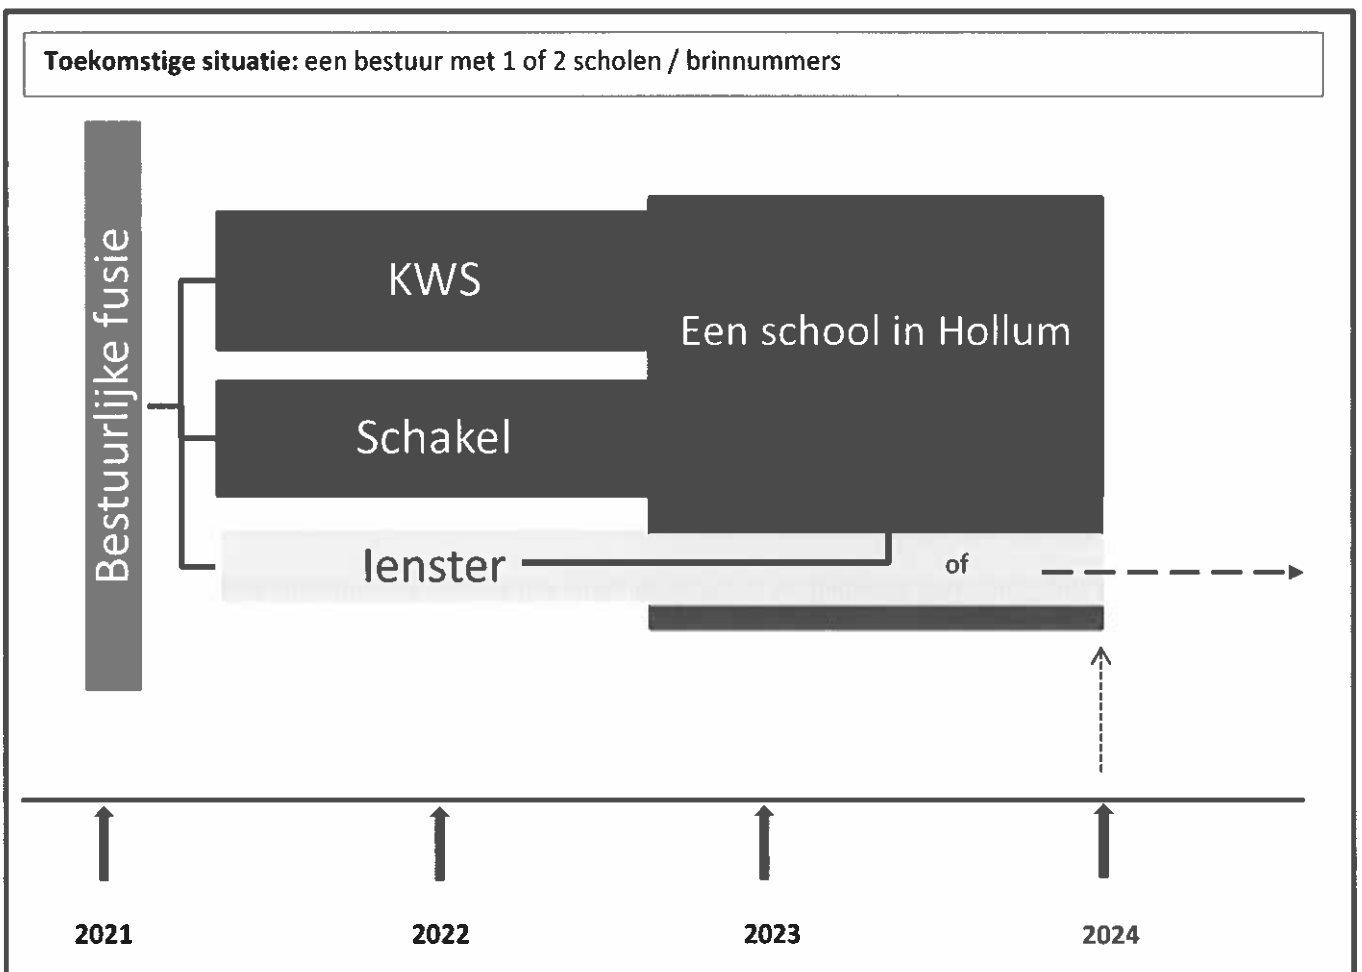 Toekomstige situatie: een bestuur met 1 of 2 scholen / brinnummers
Bestuurlijke fusie
KWS
Een school in Hollum
Schakel
Ienster
of
2021
2022
2023
2024